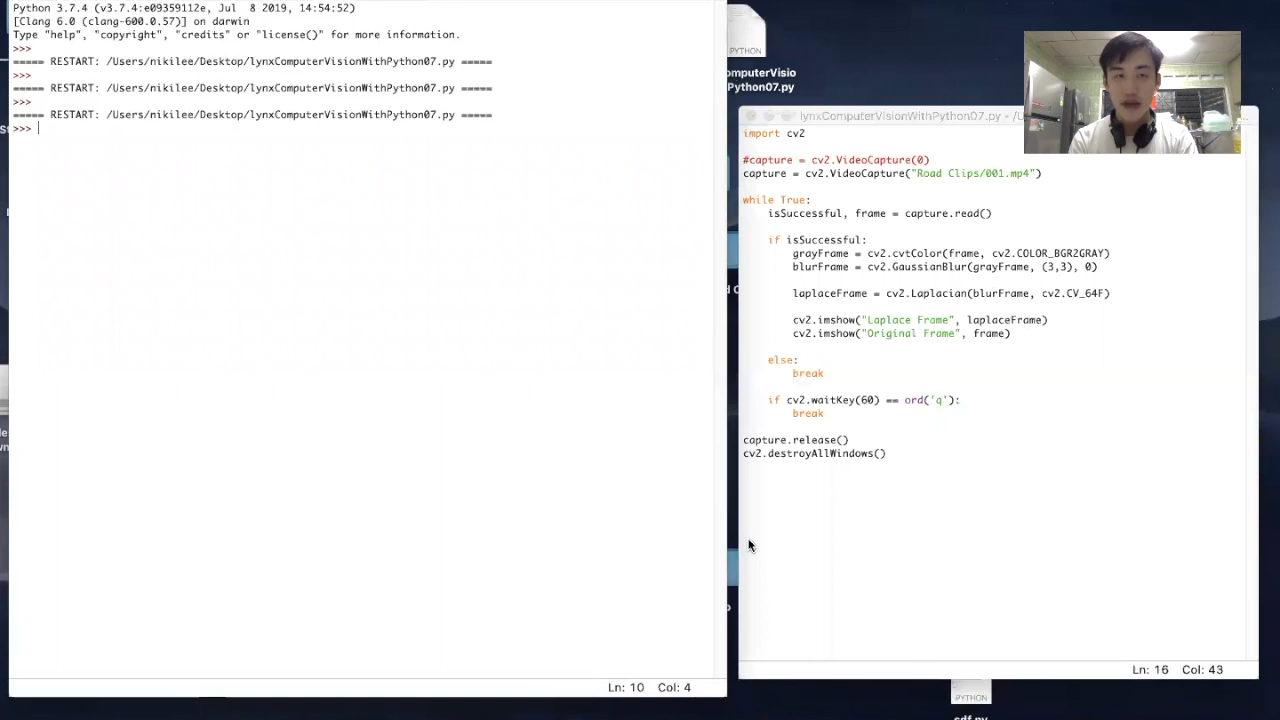 Python 3.7.4 (v3.7.4:e09359112e, Jul  8 2019, 14:54:52)
[Clang 6.0 (clang-600.0.57)] on darwin
Type "help", "copyright", "credits" or "license()" for more information.
>>>
===== RESTART: /Users/nikilee/Desktop/lynxComputerVisionWithPython07.py =====
>>>
===== RESTART: /Users/nikilee/Desktop/lynxComputerVisionWithPython07.py =====
>>>
===== RESTART: /Users/nikilee/Desktop/lynxComputerVisionWithPython07.py =====
>>>
Ln: 10  Col: 4
PYTHON
omputerVisio
Python07.py
lynxComputerVisionWithPython07.py - /U
import cv2
#capture = cv2.VideoCapture(0)
capture = cv2.VideoCapture("Road Clips/001.mp4")
while True:
    isSuccessful, frame = capture.read()
    if isSuccessful:
        grayFrame = cv2.cvtColor(frame, cv2.COLOR_BGR2GRAY)
        blurFrame = cv2.GaussianBlur(grayFrame, (3,3), 0)
        laplaceFrame = cv2.Laplacian(blurFrame, cv2.CV_64F)
        cv2.imshow("Laplace Frame", laplaceFrame)
        cv2.imshow("Original Frame", frame)
    else:
        break
    if cv2.waitKey(60) == ord('q'):
        break
capture.release()
cv2.destroyAllWindows()
Ln: 16  Col: 43
PYTHON